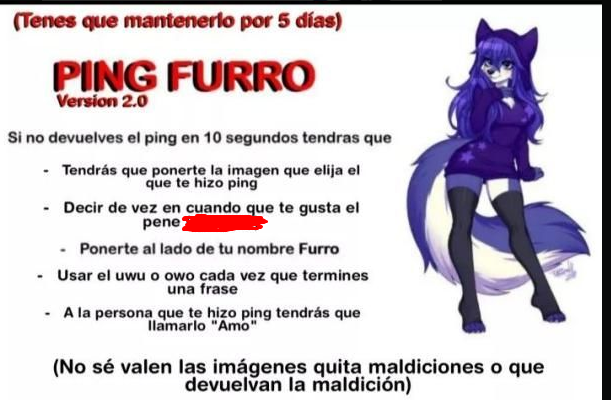 (Tenes que mantenerlo por 5 días)
PING FURRO
Version 2.0
Si no devuelves el ping en 10 segundos tendras que
- Tendrás que ponerte la imagen que elija el
que te hizo ping
- Decir de vez en cuando que te gusta el
pene
- Ponerte al lado de tu nombre Furro
- Usar el uwu o owo cada vez que termines
una frase
- A la persona que te hizo ping tendrás que
llamarlo "Amo"
(No sé valen las imágenes quita maldiciones o que
devuelvan la maldición)